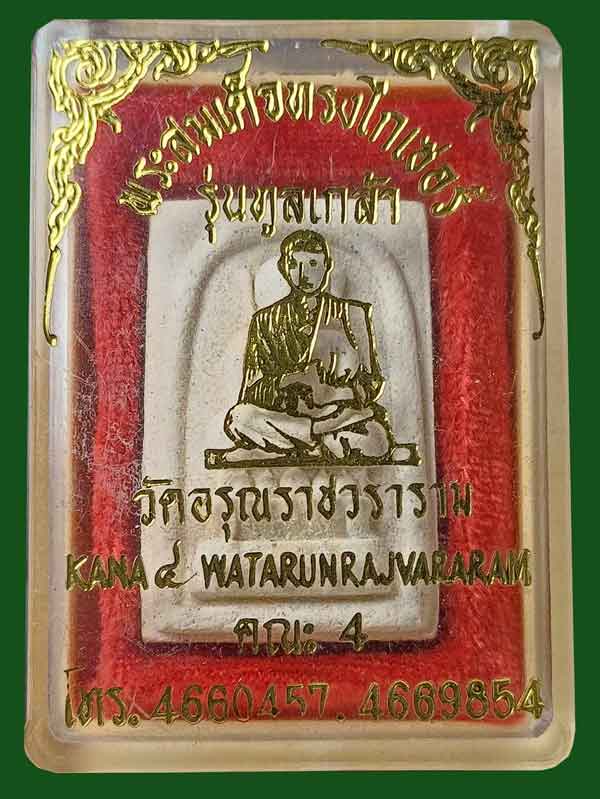 พระสมเด็จทรงไกเซอร์
รุ่นทูลเกล้า
วัดอรุณราชวราราม
KANA ๔ WATARUNRAJVARARAM
คณะ 4
โทร. 4660457. 4669854